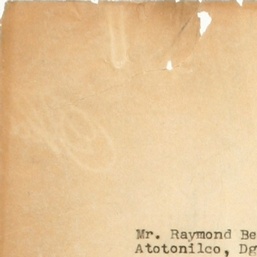 Mr. Raymond Be
Atotonilco, Dg